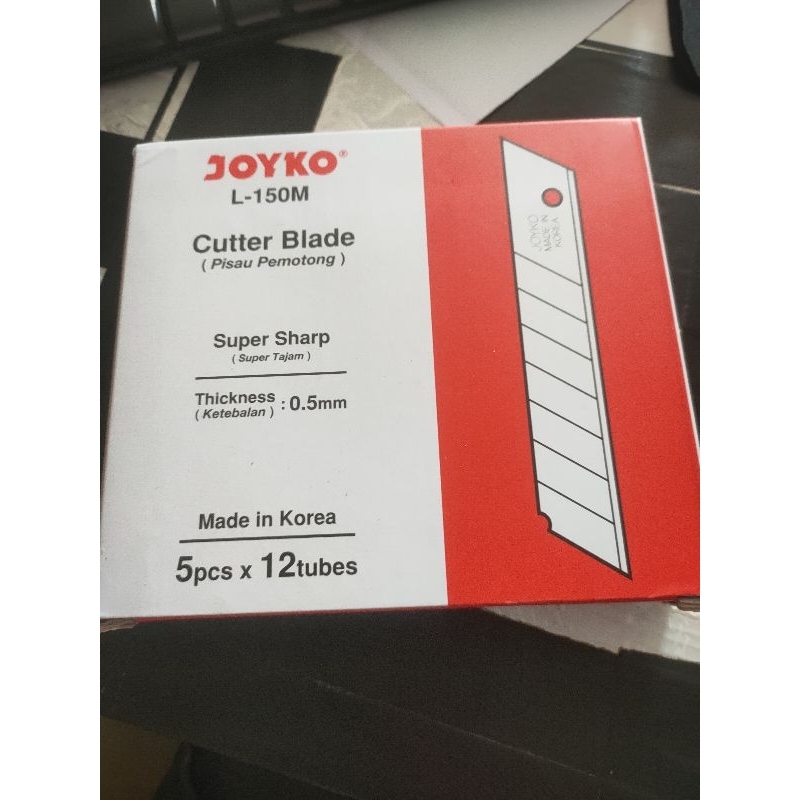 JOYKO®
L-150M
Cutter Blade
( Pisau Pemotong )
Super Sharp
( Super Tajam )
Thickness : 0.5mm
( Ketebalan )
Made in Korea
5pcs x 12tubes
JOYKO
MADE IN
KOREA